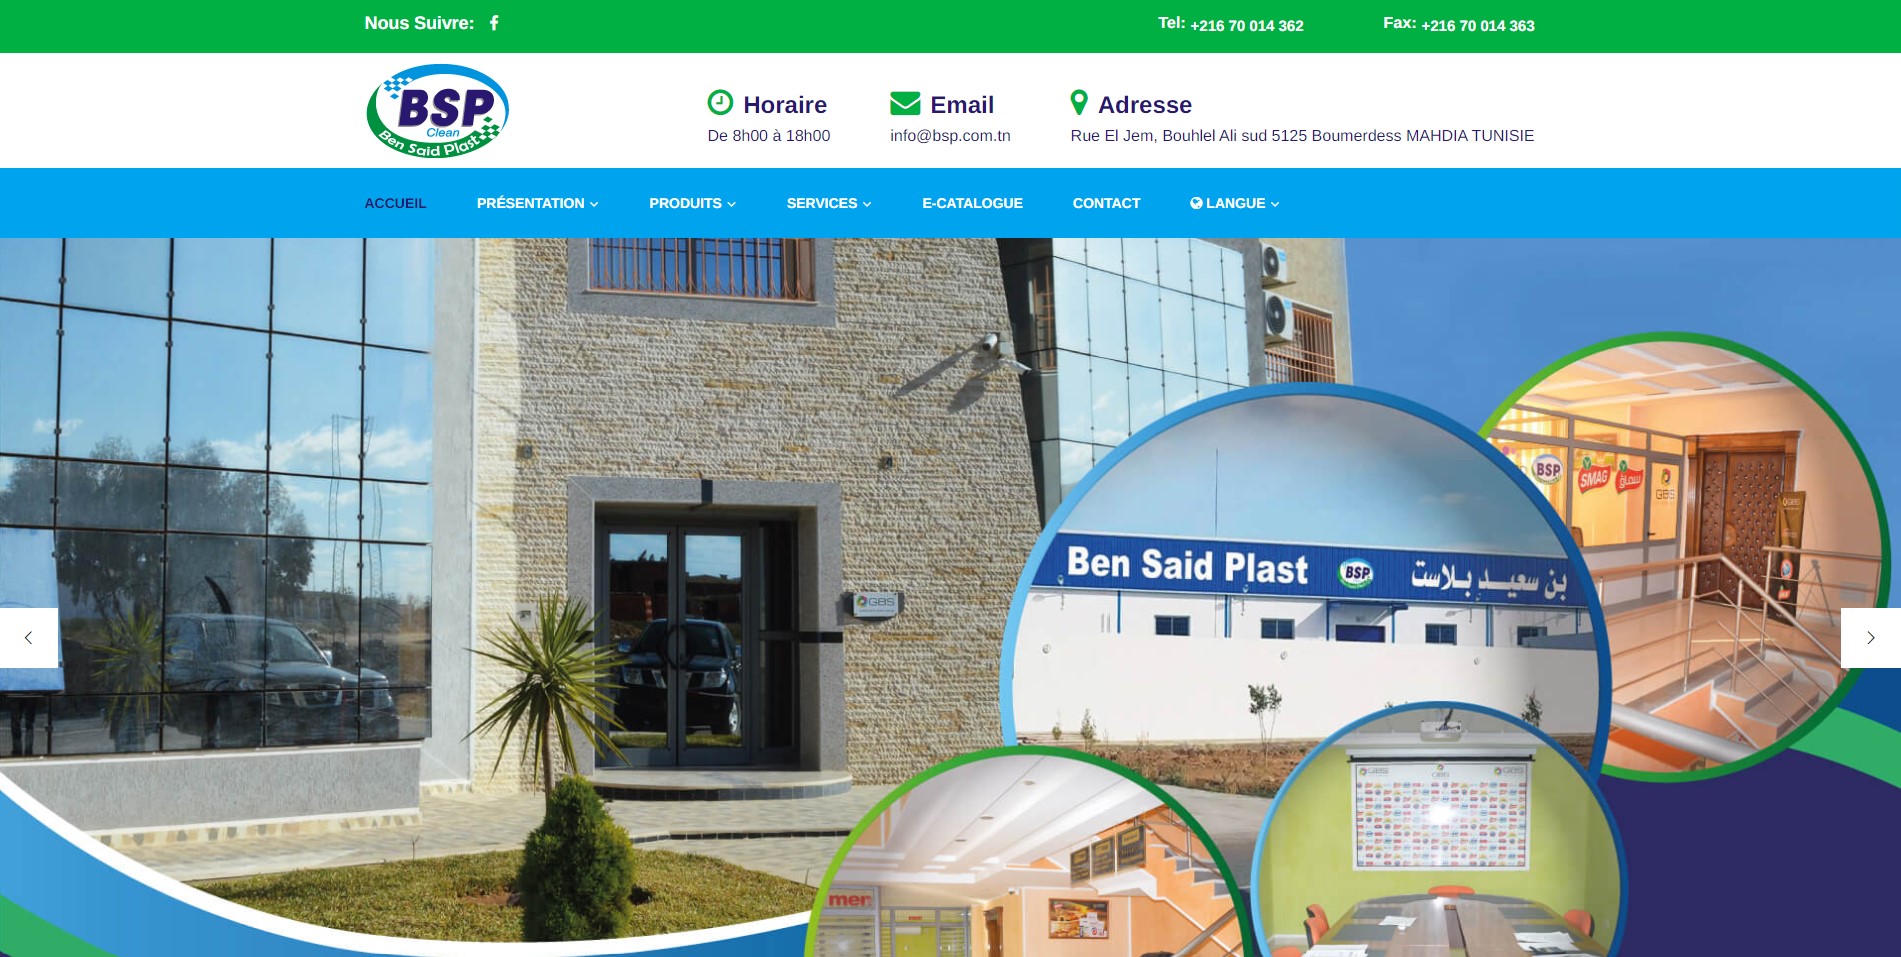 Nous Suivre:
Tel: +216 70 014 362
Fax: +216 70 014 363
BSP
Clean
Ben Said Plast
Horaire
De 8h00 à 18h00
Email
info@bsp.com.tn
Adresse
Rue El Jem, Bouhlel Ali sud 5125 Boumerdess MAHDIA TUNISIE
ACCUEIL
PRÉSENTATION
PRODUITS
SERVICES
E-CATALOGUE
CONTACT
LANGUE
BSP
SMAG
سماق
GBS
GBS
Ben Said Plast
BSP
بن سعيد بلاست
GBS
GBS
GBS
GBS
mer